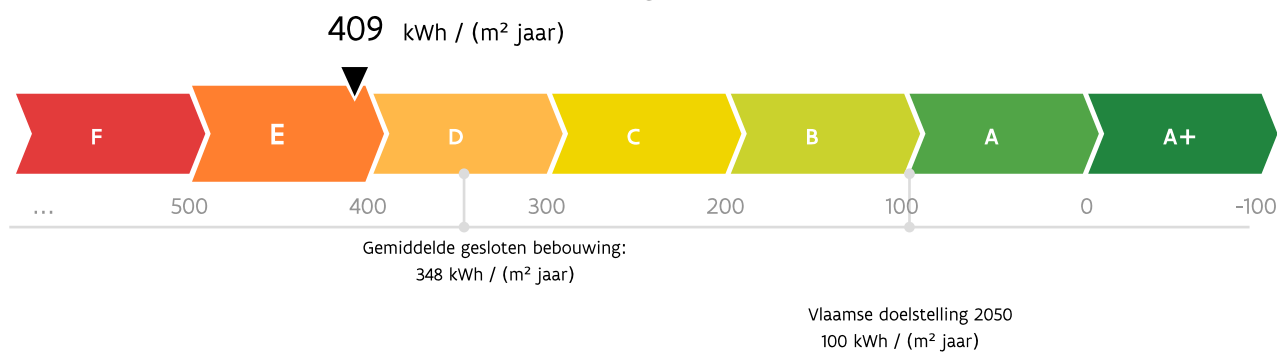 409 kWh / (m² jaar)
F E D C B A A+
... 500 400 300 200 100 0 -100
Gemiddelde gesloten bebouwing:
348 kWh / (m² jaar)
Vlaamse doelstelling 2050
100 kWh / (m² jaar)